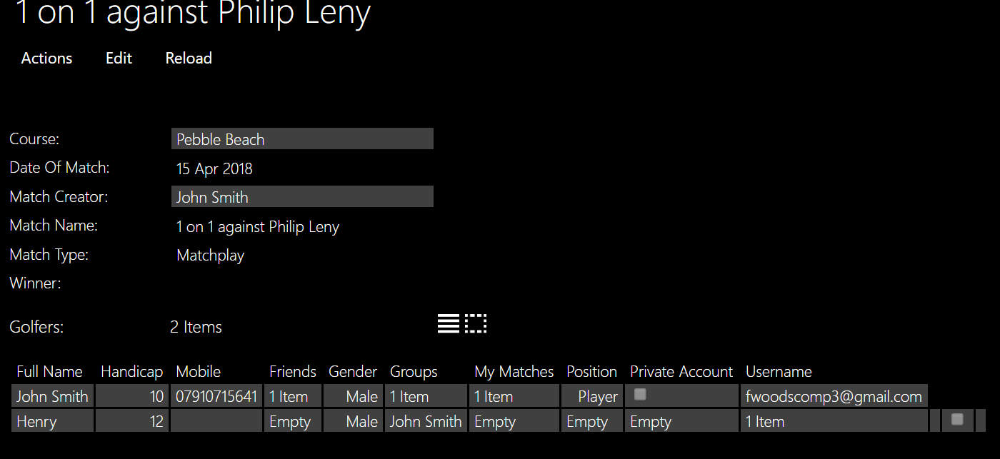 1 on 1 against Philip Leny
Actions Edit Reload
Course: Pebble Beach
Date Of Match: 15 Apr 2018
Match Creator: John Smith
Match Name: 1 on 1 against Philip Leny
Match Type: Matchplay
Winner:
Golfers: 2 Items
Full Name Handicap Mobile Friends Gender Groups My Matches Position Private Account Username
John Smith 10 07910715641 1 Item Male 1 Item 1 Item Player fwoodscomp3@gmail.com
Henry 12 Empty Male John Smith Empty Empty Empty 1 Item